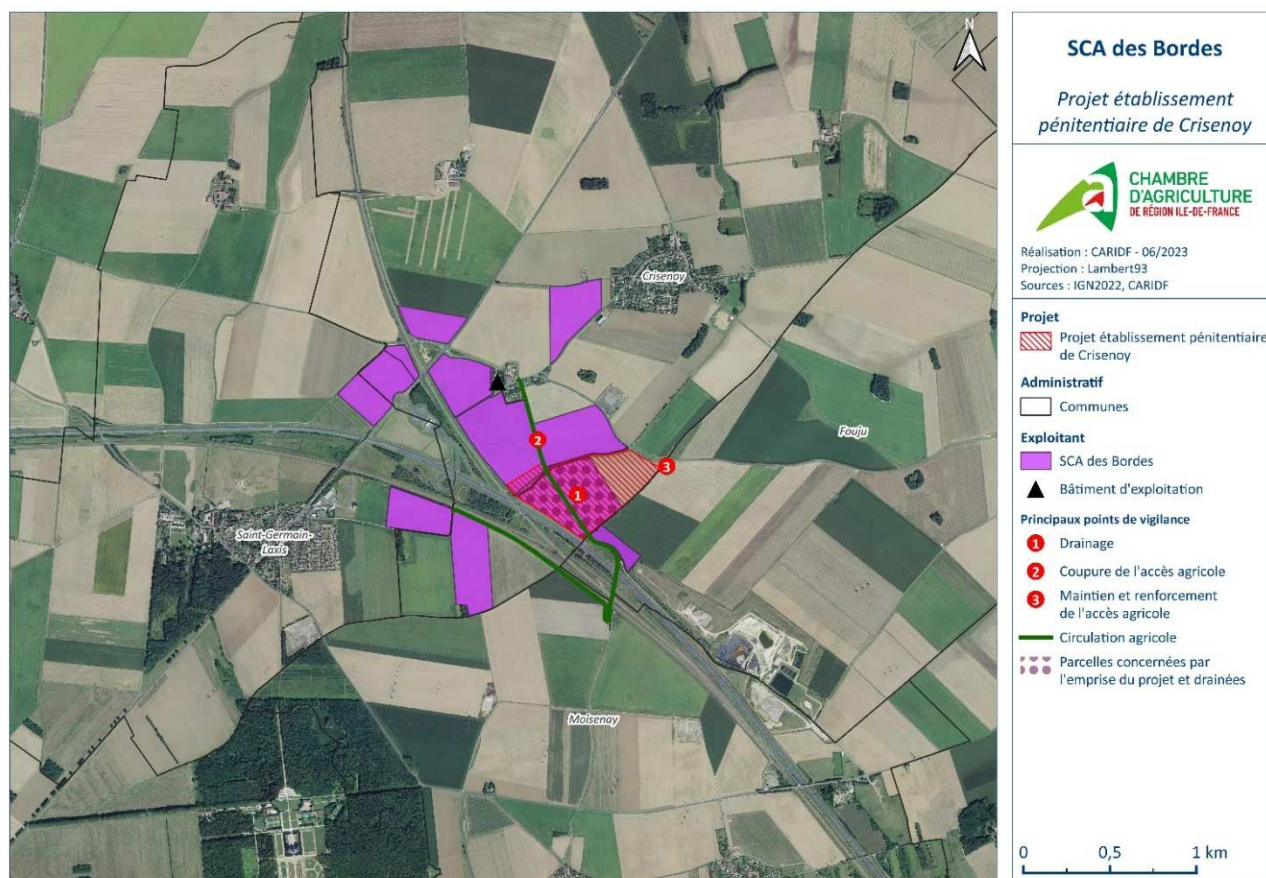 N
Crisenoy
Fouju
Saint-Germain-
Laxis
Moisenay
2
3
1
SCA des Bordes
Projet établissement
pénitentiaire de Crisenoy
CHAMBRE
D'AGRICULTURE
DE RÉGION ILE-DE-FRANCE
Réalisation : CARIDF - 06/2023
Projection : Lambert93
Sources : IGN2022, CARIDF
Projet
Projet établissement pénitentiaire
de Crisenoy
Administratif
Communes
Exploitant
SCA des Bordes
Bâtiment d'exploitation
Principaux points de vigilance
1 Drainage
2 Coupure de l'accès agricole
3 Maintien et renforcement
de l'accès agricole
Circulation agricole
Parcelles concernées par
l'emprise du projet et drainées
0 0,5 1 km